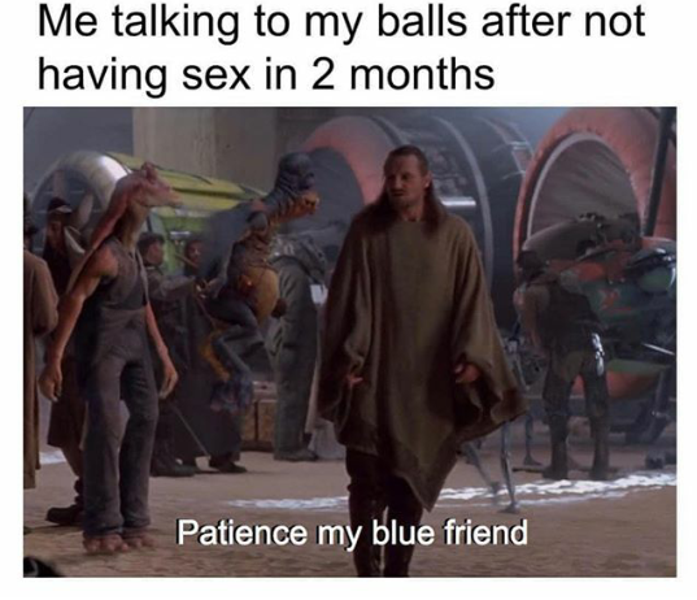 Me talking to my balls after not
having sex in 2 months
Patience my blue friend